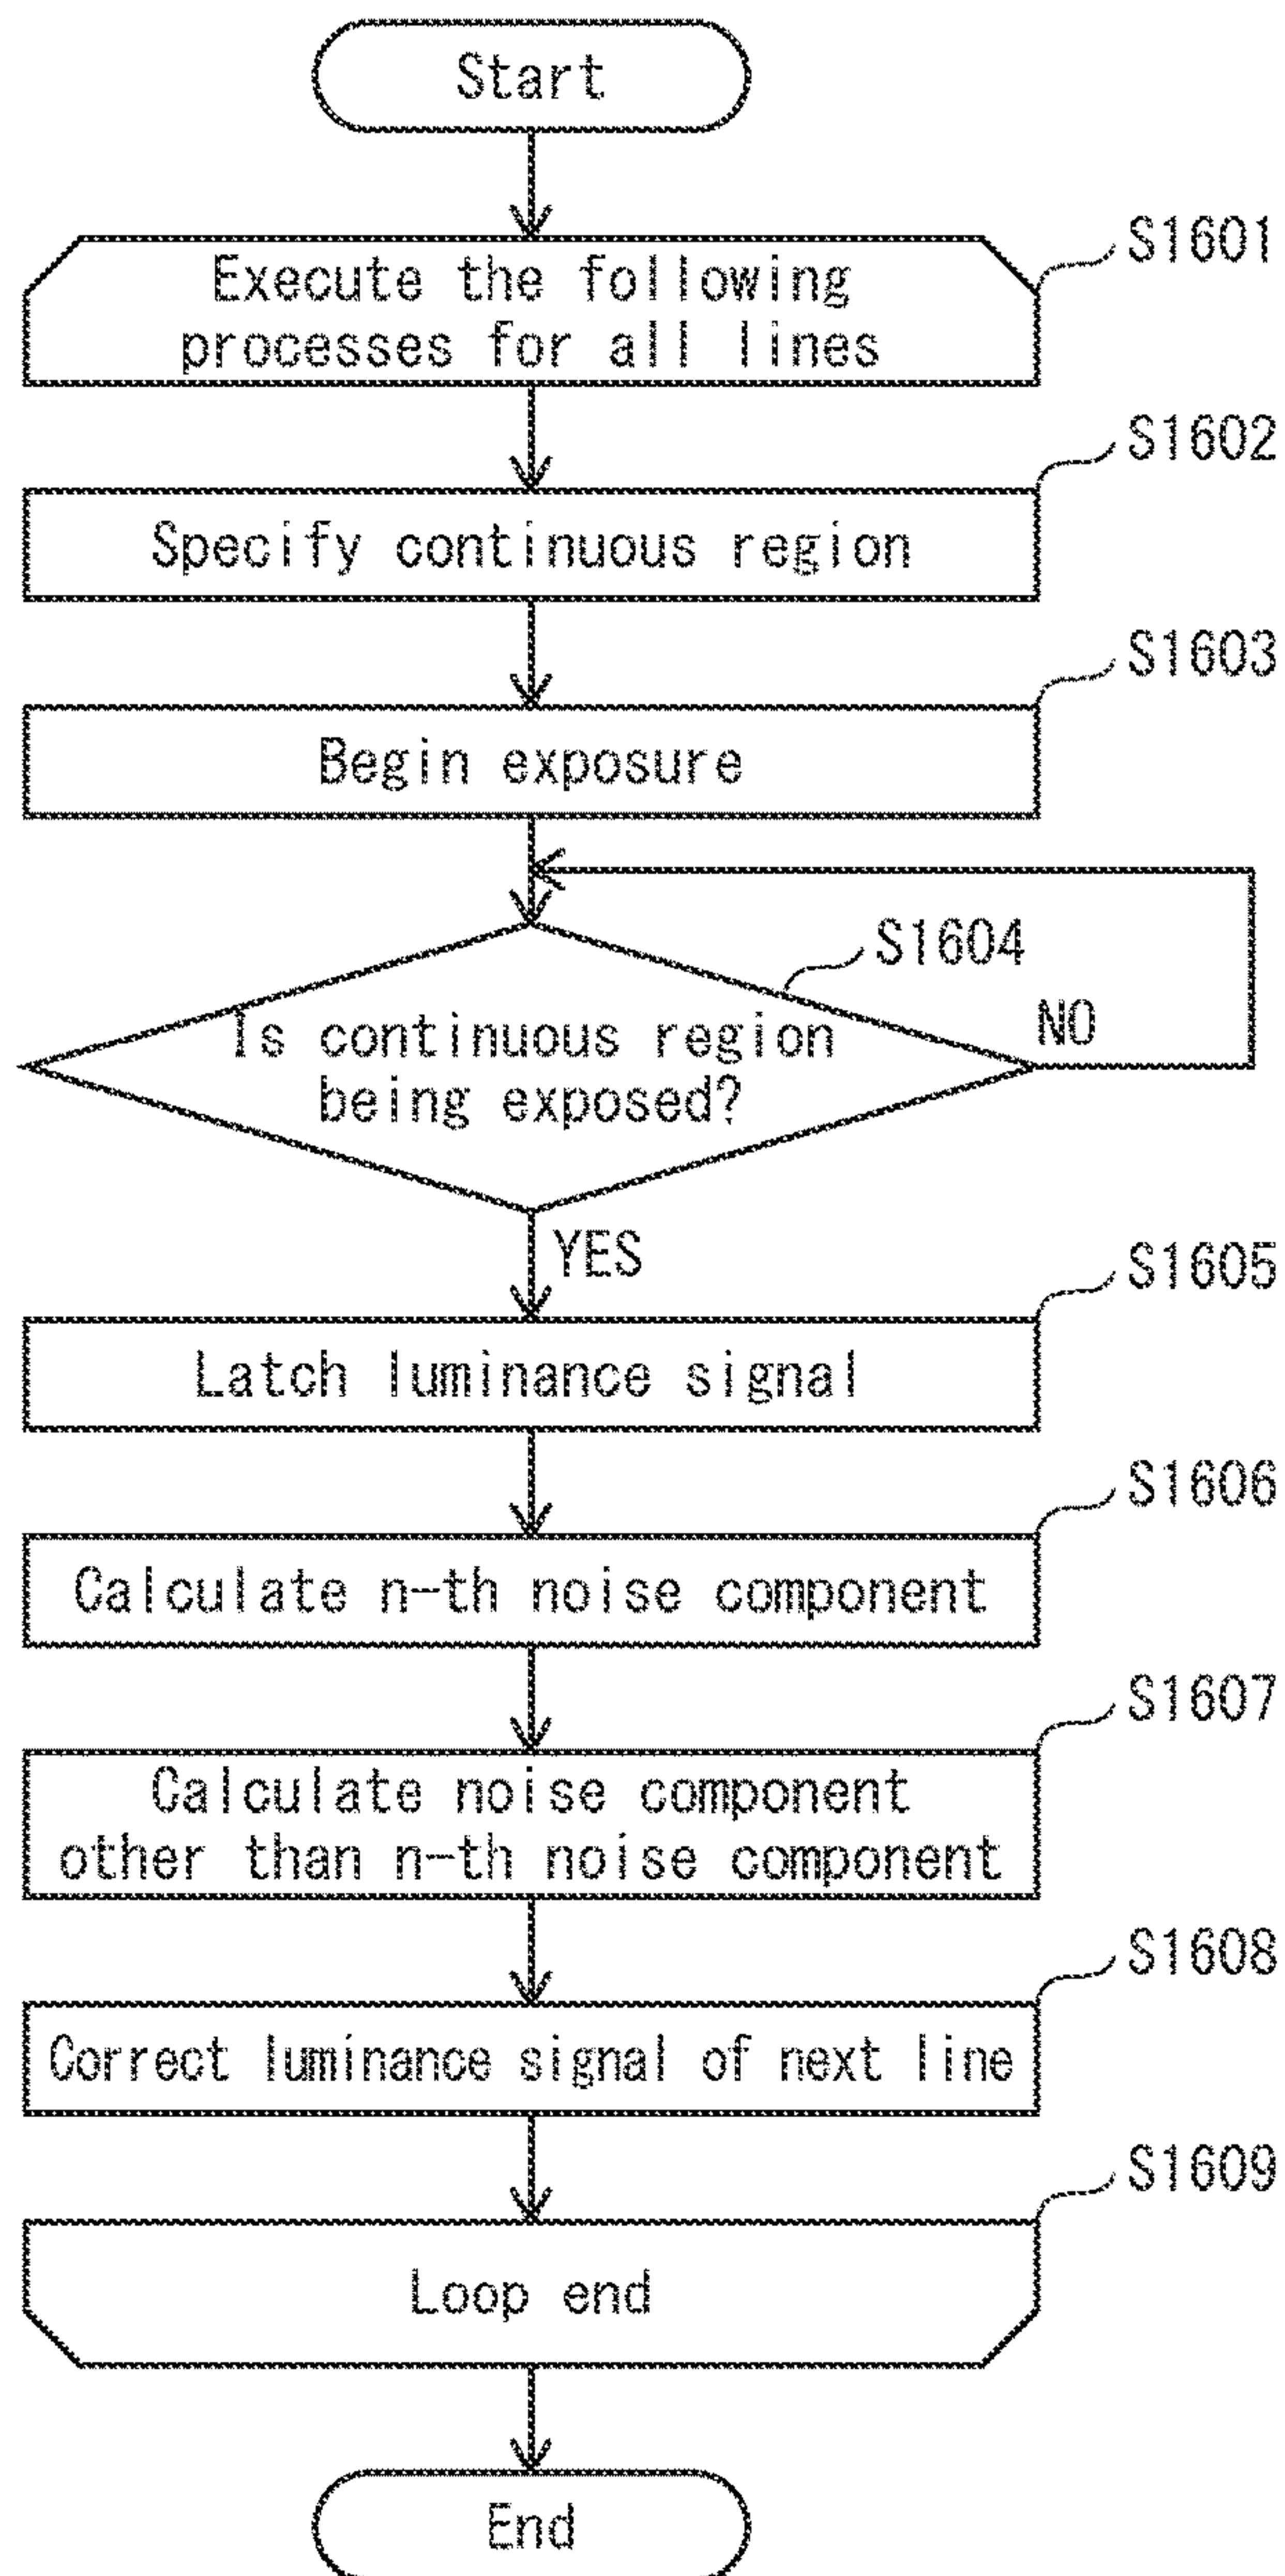 Start
S1601
Execute the following
processes for all lines
S1602
Specify continuous region
S1603
Begin exposure
S1604
NO
Is continuous region
being exposed?
YES
S1605
Latch luminance signal
S1606
Calculate n-th noise component
S1607
Calculate noise component
other than n-th noise component
S1608
Correct luminance signal of next line
S1609
Loop end
End